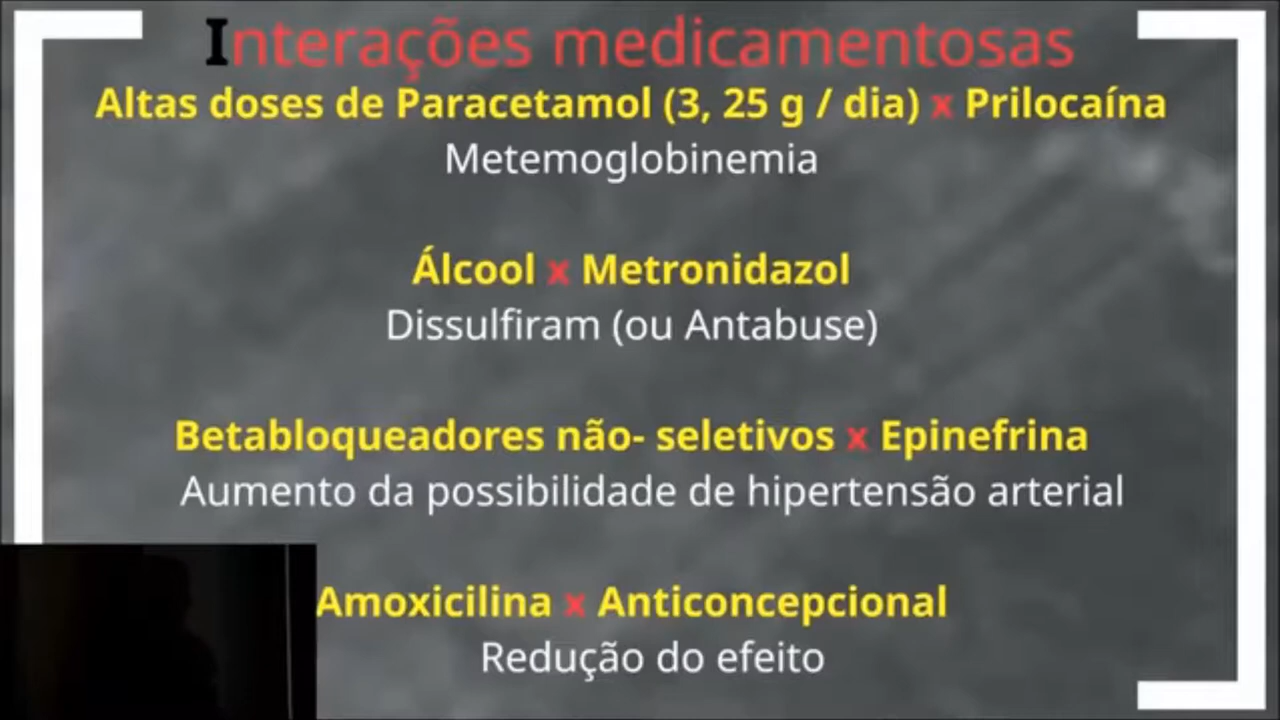 Interações medicamentosas
Altas doses de Paracetamol (3, 25 g / dia) x Prilocaína
Metemoglobinemia
Álcool x Metronidazol
Dissulfiram (ou Antabuse)
Betabloqueadores não- seletivos x Epinefrina
Aumento da possibilidade de hipertensão arterial
Amoxicilina x Anticoncepcional
Redução do efeito